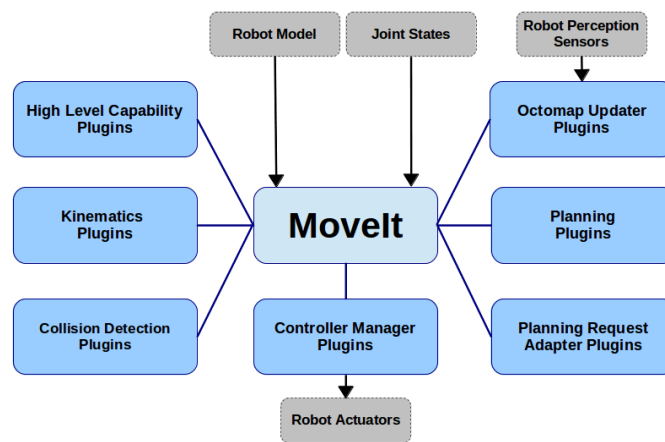 Robot Model
Joint States
Robot Perception
Sensors
High Level Capability
Plugins
Octomap Updater
Plugins
Kinematics
Plugins
MoveIt
Planning
Plugins
Collision Detection
Plugins
Controller Manager
Plugins
Planning Request
Adapter Plugins
Robot Actuators